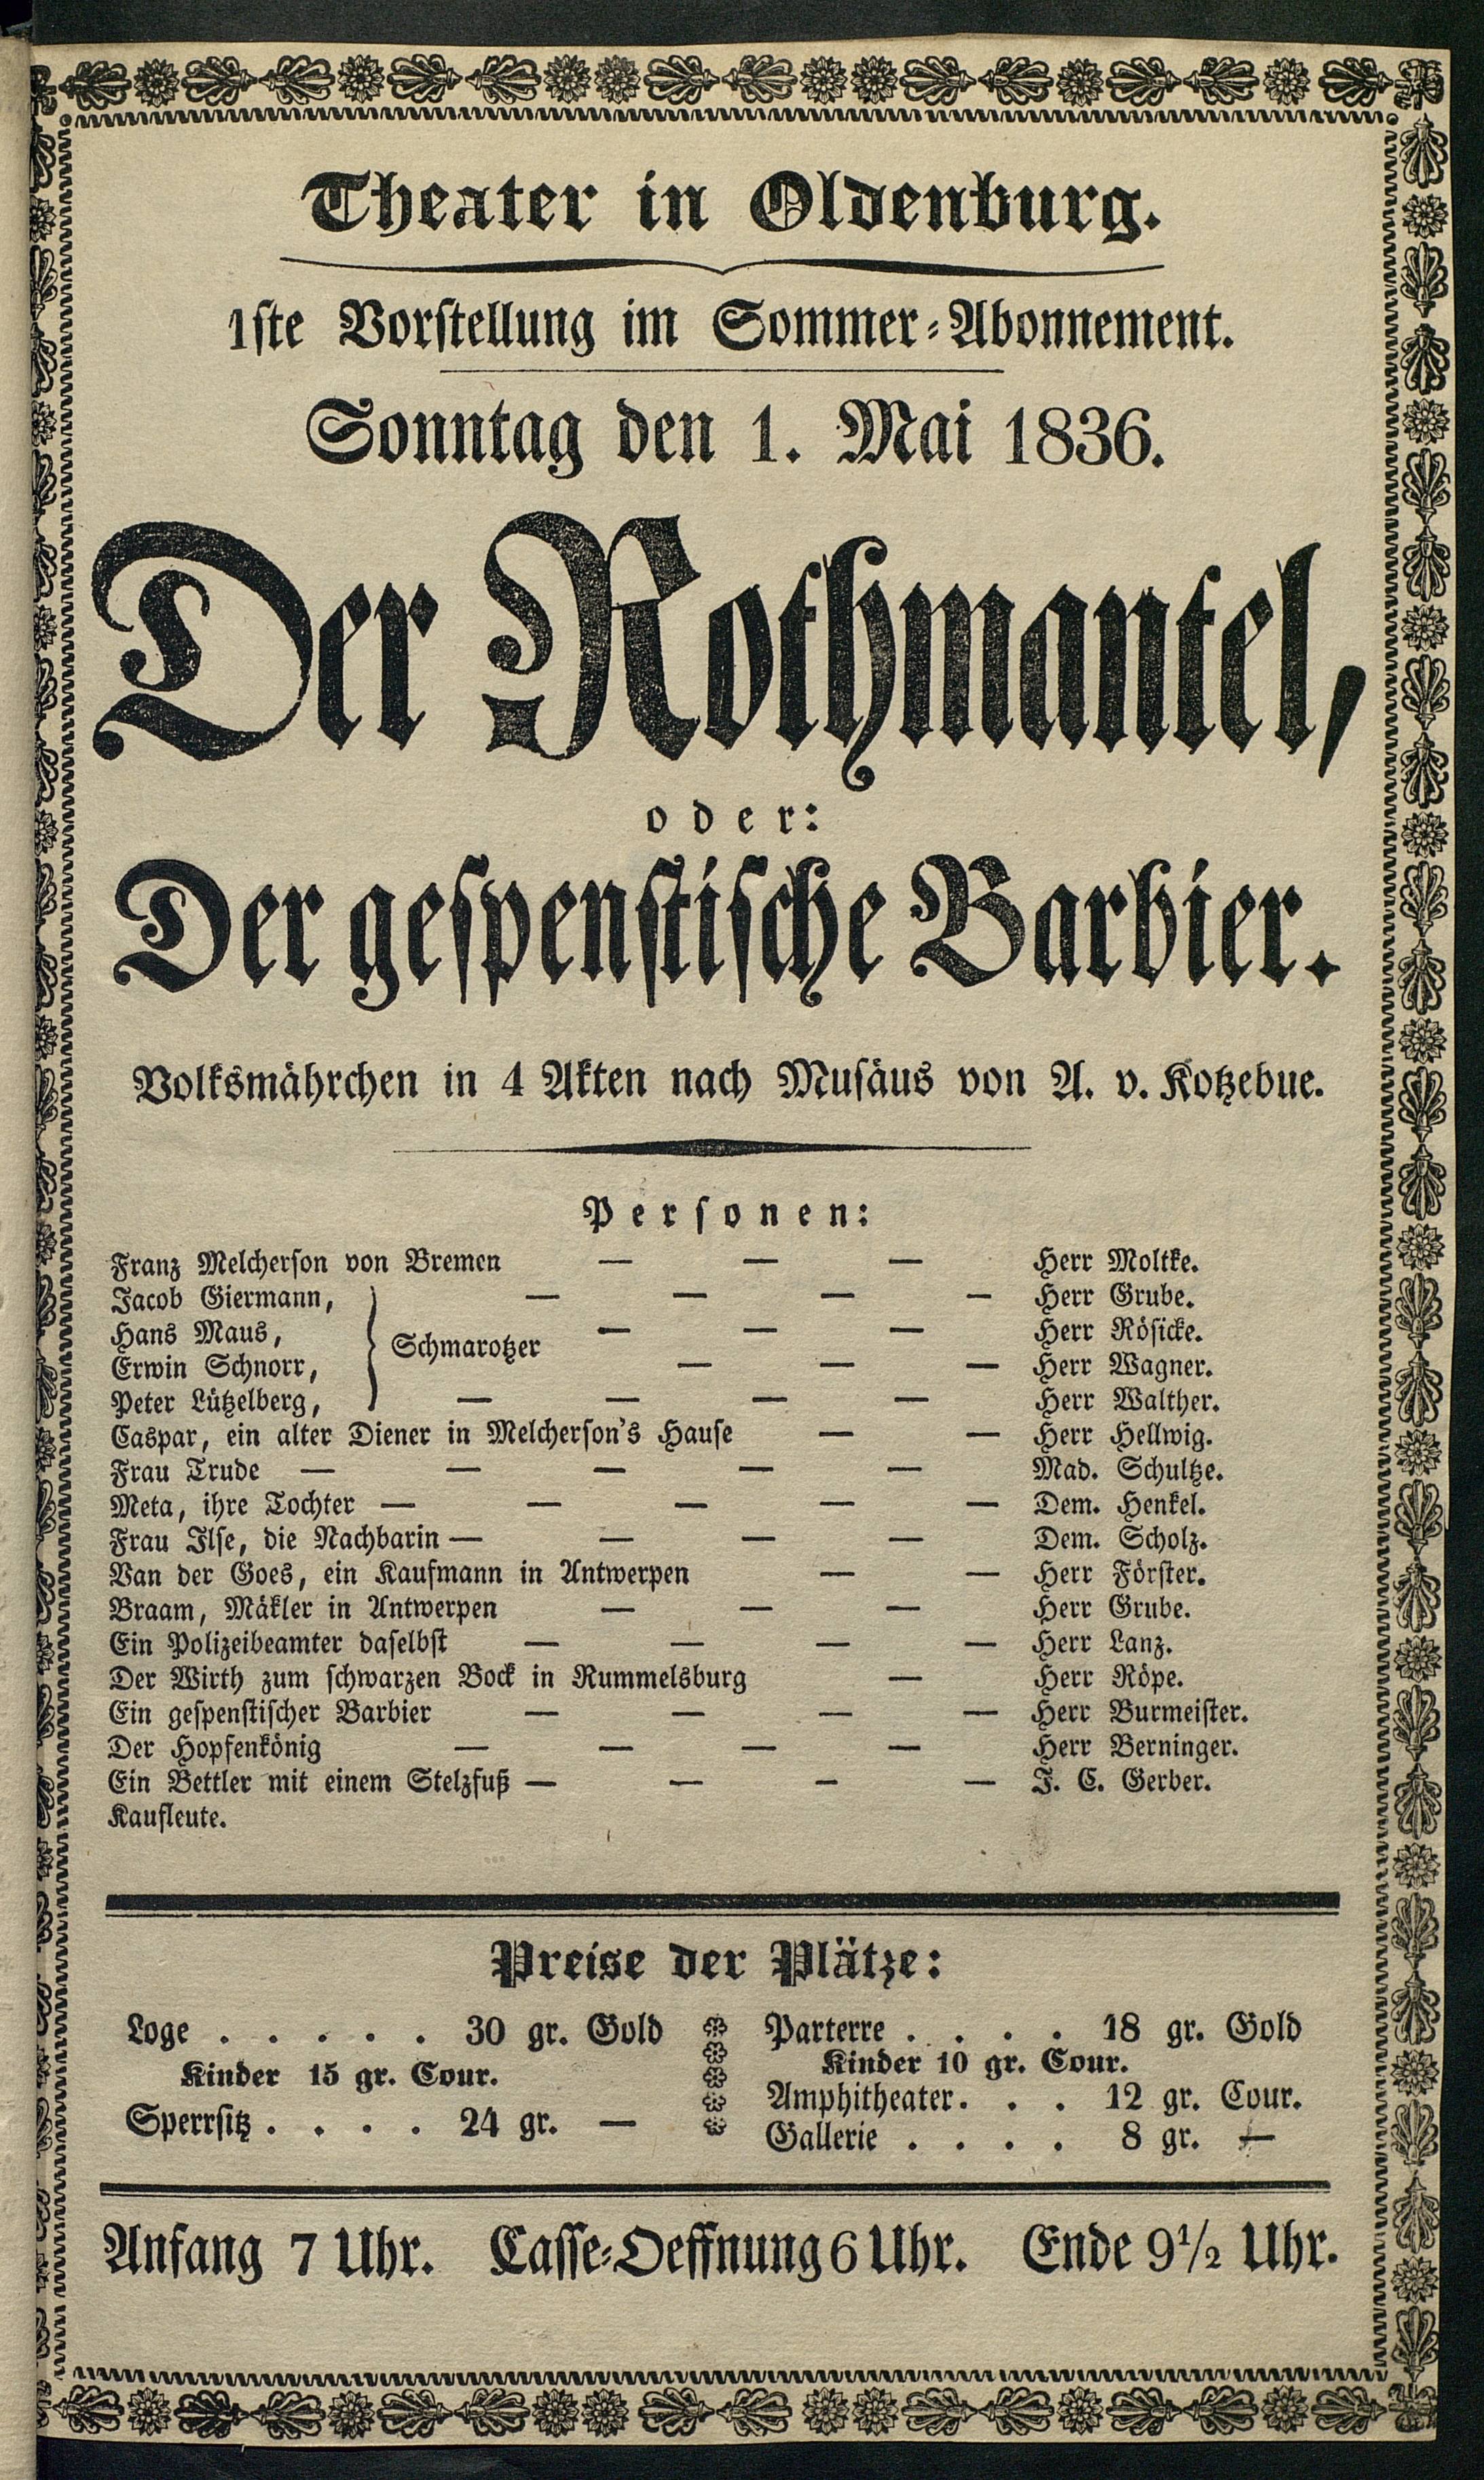 Theater in Oldenburg.
1ste Vorstellung im Sommer-Abonnement.
Sonntag den 1. Mai 1836.
Der Rothmantel,
oder:
Der gespenstische Barbier.
Volksmährchen in 4 Akten nach Musäus von A. v. Kotzebue.
Personen:
Franz Melcherson von Bremen — — — Herr Moltke.
Jacob Giermann, — — — — Herr Grube.
Hans Maus, — — — Herr Rösicke.
Schmarotzer
Erwin Schnorr, — — — Herr Wagner.
Peter Lützelberg, — — — — Herr Walther.
Caspar, ein alter Diener in Melcherson's Hause — — Herr Hellwig.
Frau Trude — — — — — Mad. Schultze.
Meta, ihre Tochter — — — — — Dem. Henkel.
Frau Ilse, die Nachbarin — — — — Dem. Scholz.
Van der Goes, ein Kaufmann in Antwerpen — — Herr Förster.
Braam, Mäkler in Antwerpen — — — Herr Grube.
Ein Polizeibeamter daselbst — — — — Herr Lanz.
Der Wirth zum schwarzen Bock in Rummelsburg — Herr Röpe.
Ein gespenstischer Barbier — — — — Herr Burmeister.
Der Hopfenkönig — — — — Herr Berninger.
Ein Bettler mit einem Stelzfuß — — — — J. C. Gerber.
Kaufleute.
Preise der Plätze:
Loge . . . . . 30 gr. Gold
Kinder 15 gr. Cour.
Sperrsitz . . . . 24 gr. —
Parterre . . . . 18 gr. Gold
Kinder 10 gr. Cour.
Amphitheater . . . 12 gr. Cour.
Gallerie . . . . 8 gr. —
Anfang 7 Uhr. Casse-Oeffnung 6 Uhr. Ende 9½ Uhr.